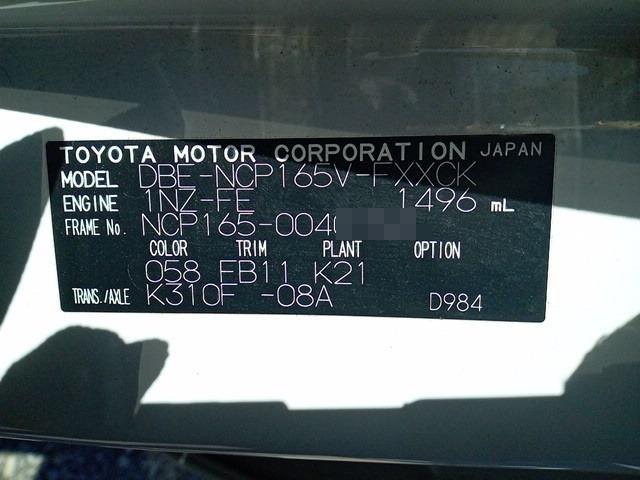 TOYOTA MOTOR CORPORATION JAPAN
MODEL DBE-NCP165V-FXXCK
ENGINE 1NZ-FE 1496 mL
FRAME No. NCP165-004
COLOR TRIM PLANT OPTION
058 FB11 K21
TRANS./AXLE K310F -08A D984